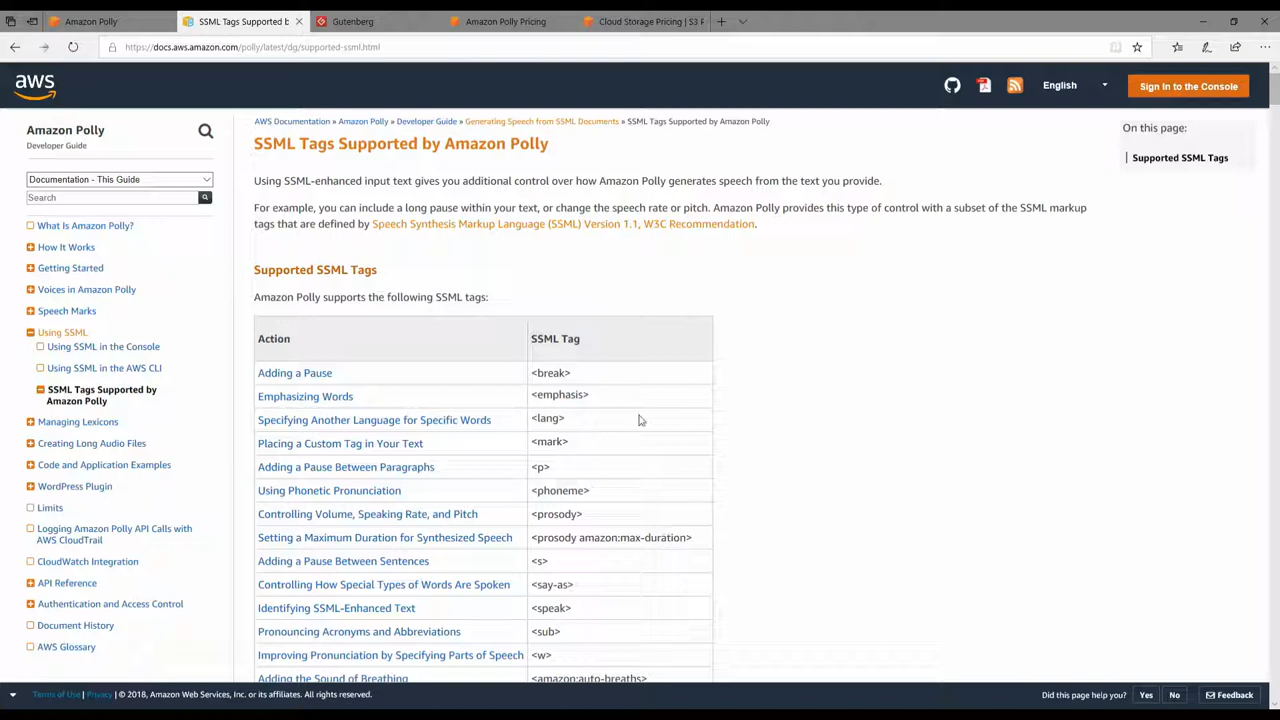 Amazon Polly
SSML Tags Supported b
Gutenberg
Amazon Polly Pricing
Cloud Storage Pricing | S3 P
https://docs.aws.amazon.com/polly/latest/dg/supported-ssml.html
aws
English
Sign In to the Console
Amazon Polly
Developer Guide
Documentation - This Guide
Search
What Is Amazon Polly?
How It Works
Getting Started
Voices in Amazon Polly
Speech Marks
Using SSML
Using SSML in the Console
Using SSML in the AWS CLI
SSML Tags Supported by
Amazon Polly
Managing Lexicons
Creating Long Audio Files
Code and Application Examples
WordPress Plugin
Limits
Logging Amazon Polly API Calls with
AWS CloudTrail
CloudWatch Integration
API Reference
Authentication and Access Control
Document History
AWS Glossary
AWS Documentation » Amazon Polly » Developer Guide » Generating Speech from SSML Documents » SSML Tags Supported by Amazon Polly
SSML Tags Supported by Amazon Polly
Using SSML-enhanced input text gives you additional control over how Amazon Polly generates speech from the text you provide.
For example, you can include a long pause within your text, or change the speech rate or pitch. Amazon Polly provides this type of control with a subset of the SSML markup
tags that are defined by Speech Synthesis Markup Language (SSML) Version 1.1, W3C Recommendation.
Supported SSML Tags
Amazon Polly supports the following SSML tags:
Action SSML Tag
Adding a Pause <break>
Emphasizing Words <emphasis>
Specifying Another Language for Specific Words <lang>
Placing a Custom Tag in Your Text <mark>
Adding a Pause Between Paragraphs <p>
Using Phonetic Pronunciation <phoneme>
Controlling Volume, Speaking Rate, and Pitch <prosody>
Setting a Maximum Duration for Synthesized Speech <prosody amazon:max-duration>
Adding a Pause Between Sentences <s>
Controlling How Special Types of Words Are Spoken <say-as>
Identifying SSML-Enhanced Text <speak>
Pronouncing Acronyms and Abbreviations <sub>
Improving Pronunciation by Specifying Parts of Speech <w>
Adding the Sound of Breathing <amazon:auto-breaths>
On this page:
Supported SSML Tags
Terms of Use | Privacy | © 2018, Amazon Web Services, Inc. or its affiliates. All rights reserved.
Did this page help you? Yes No Feedback